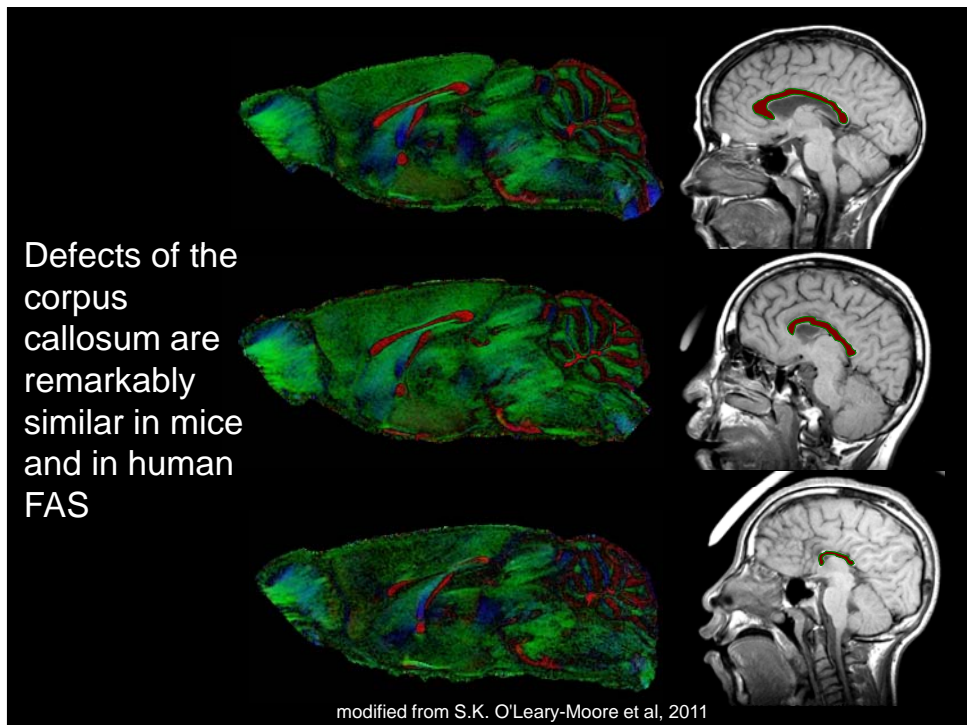 Defects of the
corpus
callosum are
remarkably
similar in mice
and in human
FAS
modified from S.K. O'Leary-Moore et al, 2011